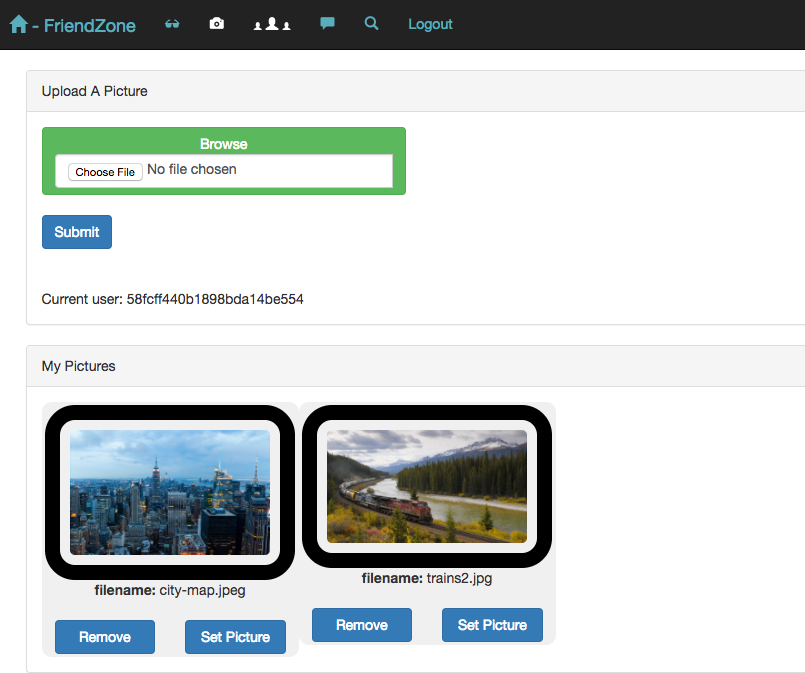 - FriendZone Logout
Upload A Picture
Browse
Choose File No file chosen
Submit
Current user: 58fcff440b1898bda14be554
My Pictures
filename: city-map.jpeg
Remove Set Picture
filename: trains2.jpg
Remove Set Picture